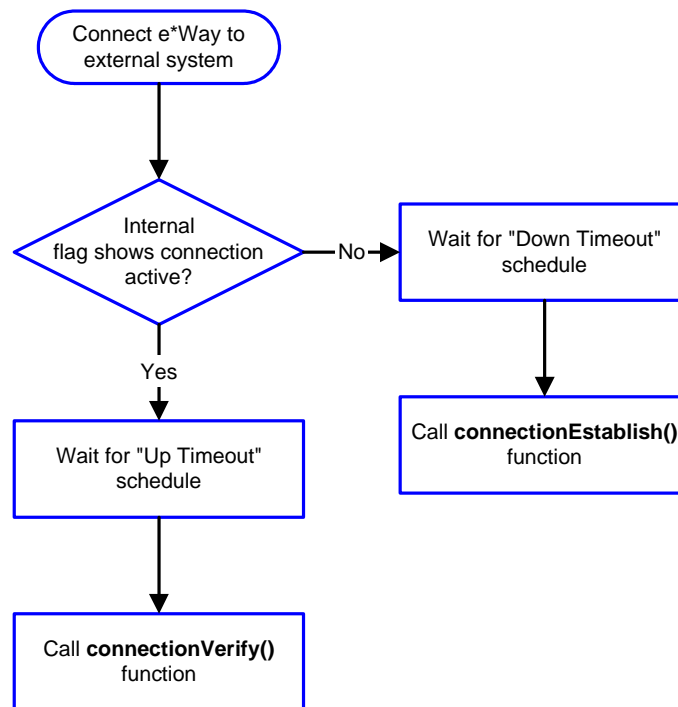 Connect e*Way to
external system
Internal
flag shows connection
active?
No
Wait for "Down Timeout"
schedule
Yes
Call connectionEstablish()
function
Wait for "Up Timeout"
schedule
Call connectionVerify()
function